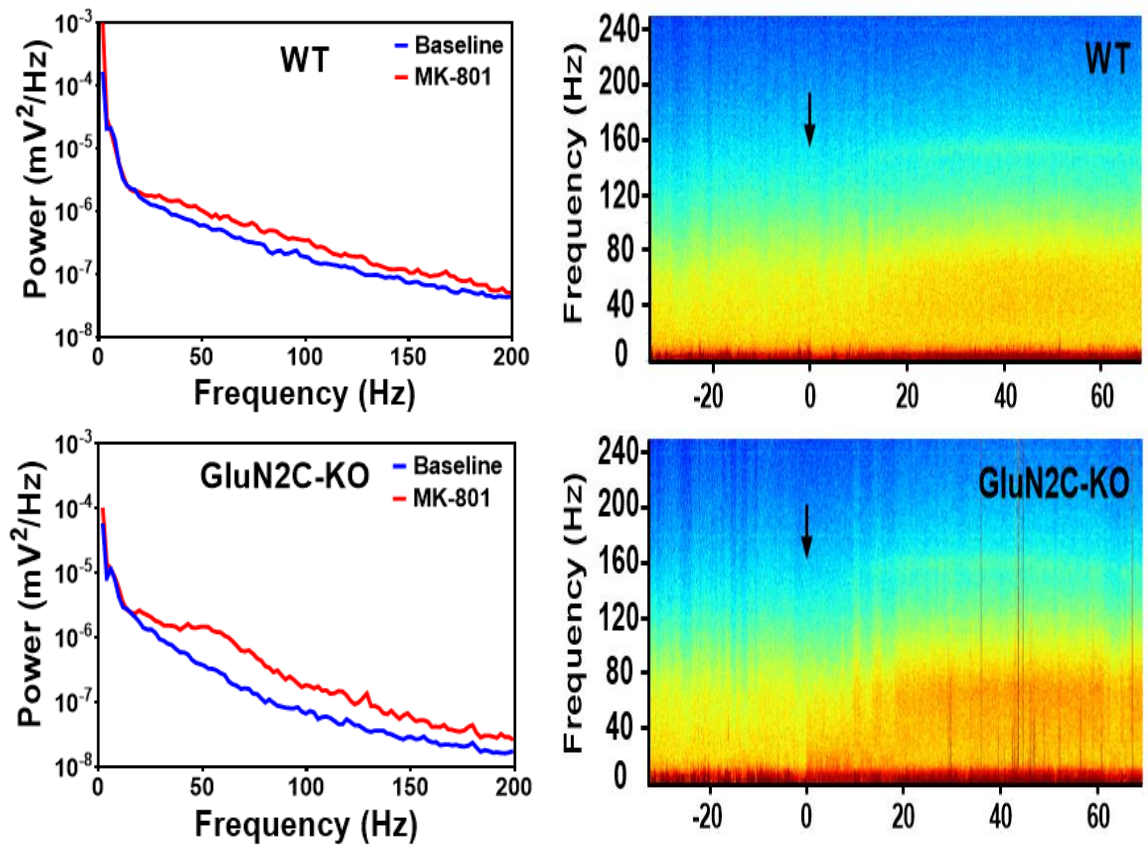 WT
Baseline
MK-801
Power (mV²/Hz)
10⁻³
10⁻⁴
10⁻⁵
10⁻⁶
10⁻⁷
10⁻⁸
0 50 100 150 200
Frequency (Hz)
WT
Frequency (Hz)
240
200
160
120
80
40
0
-20 0 20 40 60
GluN2C-KO
Baseline
MK-801
Power (mV²/Hz)
10⁻³
10⁻⁴
10⁻⁵
10⁻⁶
10⁻⁷
10⁻⁸
0 50 100 150 200
Frequency (Hz)
GluN2C-KO
Frequency (Hz)
240
200
160
120
80
40
0
-20 0 20 40 60